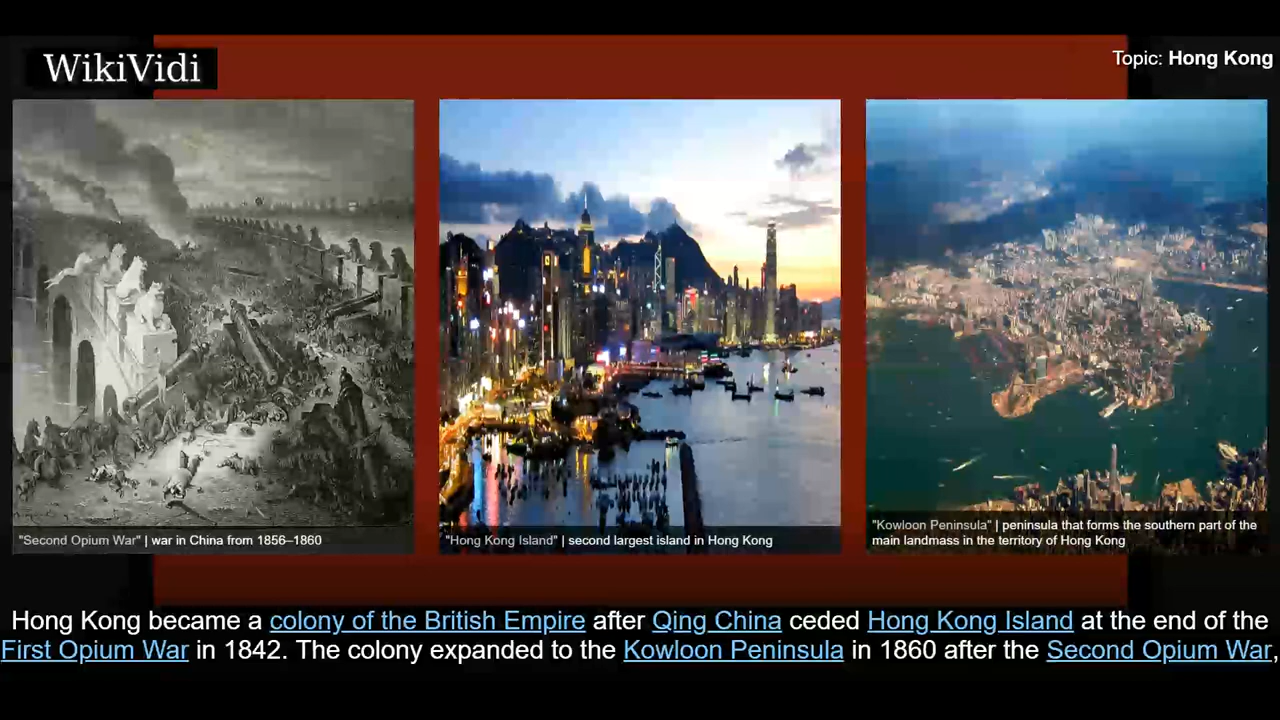 WikiVidi
Topic: Hong Kong
"Second Opium War" | war in China from 1856–1860
"Hong Kong Island" | second largest island in Hong Kong
"Kowloon Peninsula" | peninsula that forms the southern part of the
main landmass in the territory of Hong Kong
Hong Kong became a colony of the British Empire after Qing China ceded Hong Kong Island at the end of the
First Opium War in 1842. The colony expanded to the Kowloon Peninsula in 1860 after the Second Opium War,